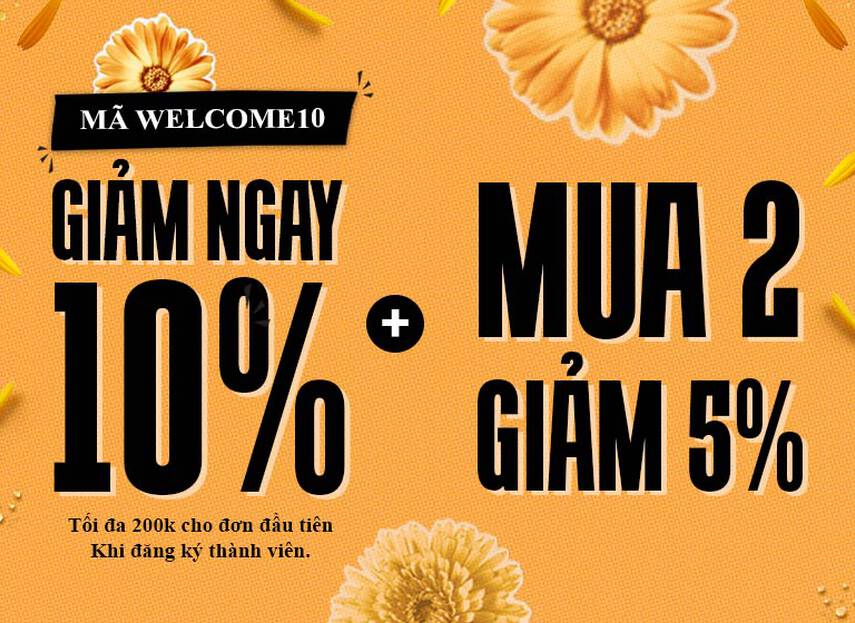 MÃ WELCOME10
GIẢM NGAY
10%
Tối đa 200k cho đơn đầu tiên
Khi đăng ký thành viên.
+
MUA 2
GIẢM 5%